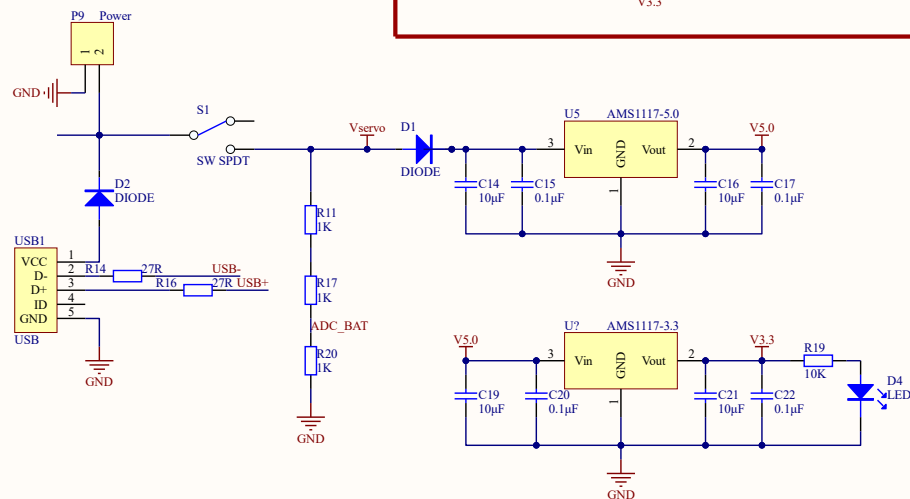 V3.3
P9 Power
1
2
GND
S1
SW SPDT
Vservo
D1
DIODE
U5 AMS1117-5.0
3
Vin
GND
Vout
2
1
V5.0
C14
10µF
C15
0.1µF
C16
10µF
C17
0.1µF
GND
D2
DIODE
USB1
VCC
D-
D+
ID
GND
1
2
3
4
5
USB
R14
27R
USB-
R16
27R
USB+
GND
R11
1K
R17
1K
ADC_BAT
R20
1K
GND
V5.0
U? AMS1117-3.3
3
Vin
GND
Vout
2
1
V3.3
R19
10K
D4
LED
C19
10µF
C20
0.1µF
C21
10µF
C22
0.1µF
GND